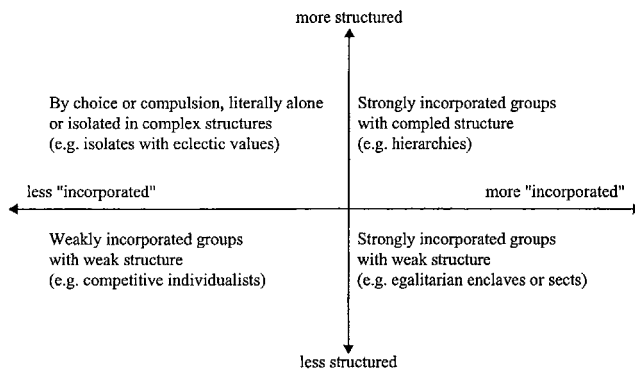 more structured
By choice or compulsion, literally alone
or isolated in complex structures
(e.g. isolates with eclectic values)
Strongly incorporated groups
with compled structure
(e.g. hierarchies)
less "incorporated"
more "incorporated"
Weakly incorporated groups
with weak structure
(e.g. competitive individualists)
Strongly incorporated groups
with weak structure
(e.g. egalitarian enclaves or sects)
less structured